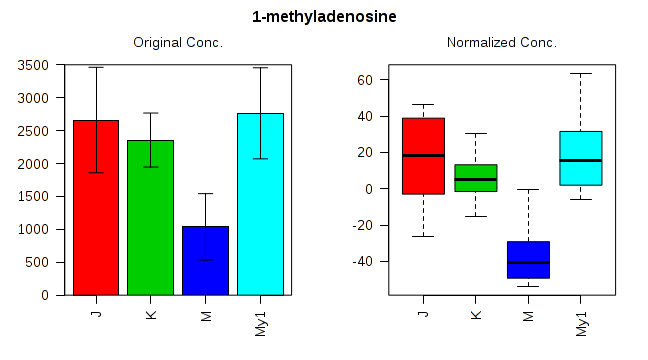 1-methyladenosine
Original Conc.
3500
3000
2500
2000
1500
1000
500
0
J
K
M
My1
Normalized Conc.
60
40
20
0
-20
-40
J
K
M
My1